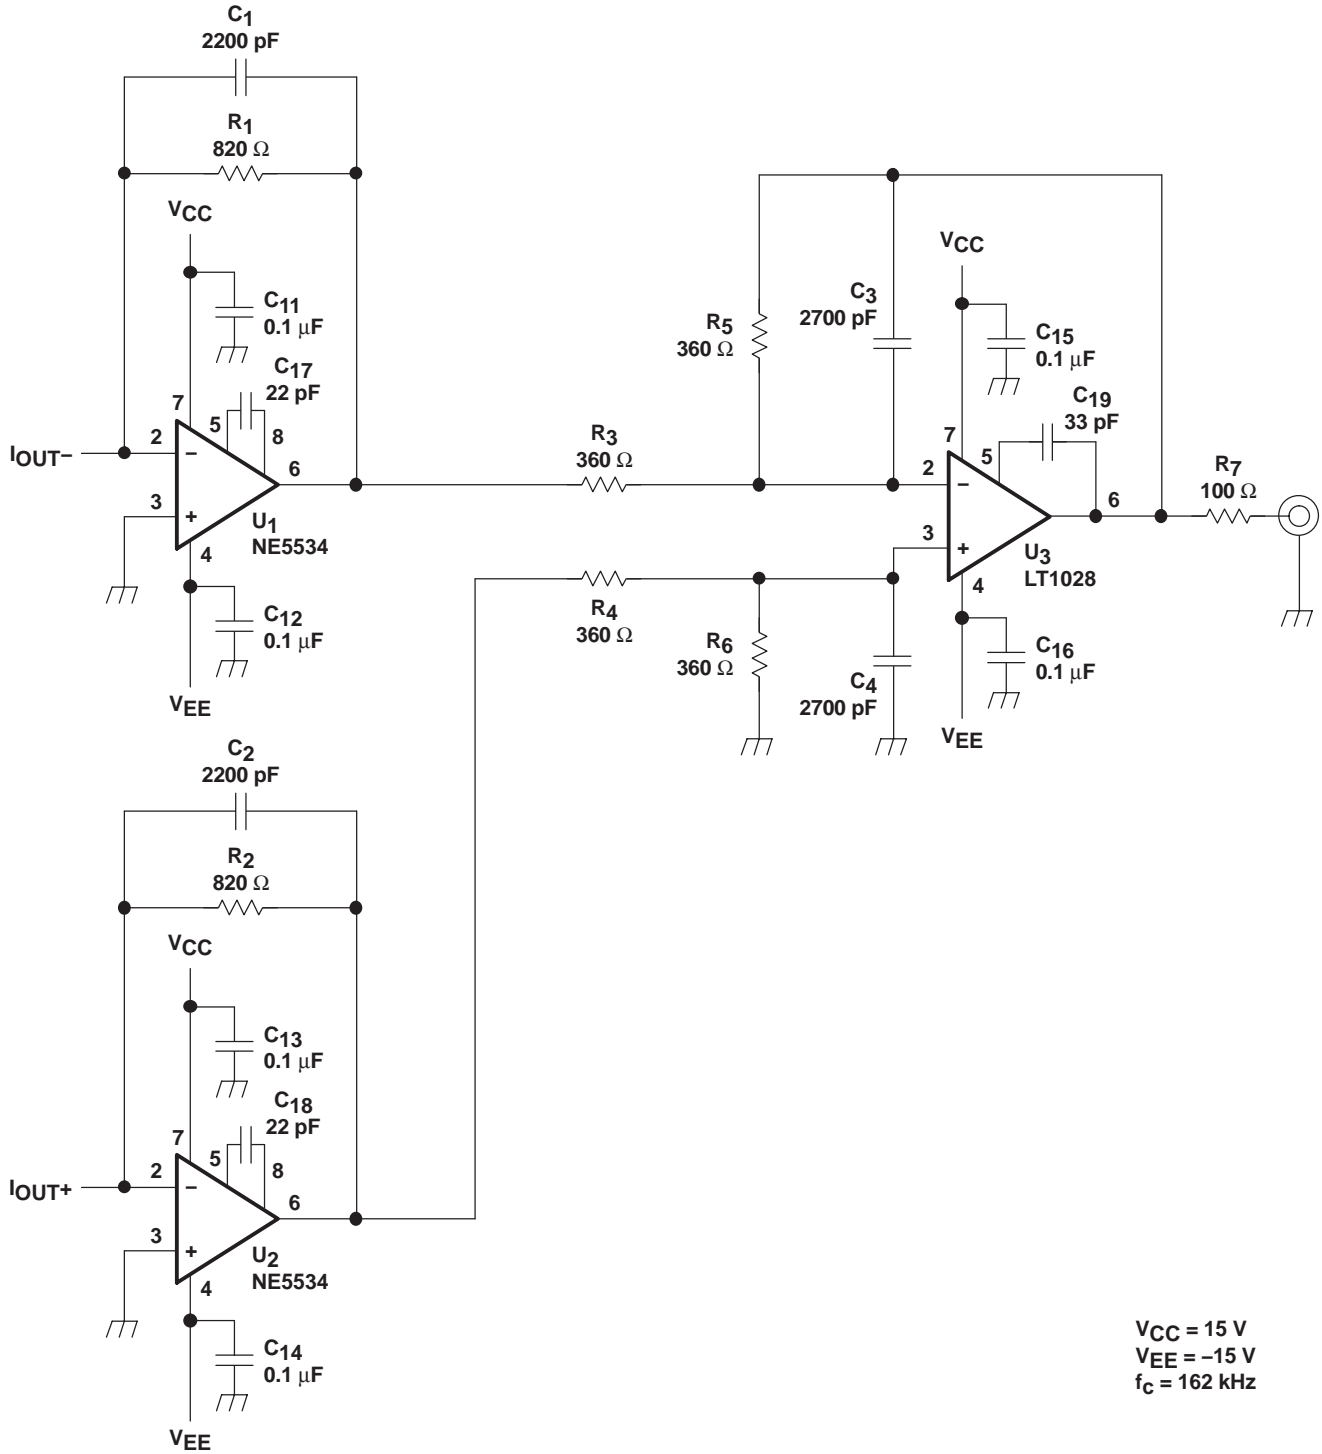 C1
2200 pF
R1
820 Ω
VCC
C11
0.1 μF
C17
22 pF
7
5
8
2
6
IOUT–
–
3
+
U1
NE5534
4
C12
0.1 μF
VEE
R3
360 Ω
R5
360 Ω
C3
2700 pF
VCC
C15
0.1 μF
C19
33 pF
7
5
2
6
–
3
+
U3
LT1028
4
R7
100 Ω
R4
360 Ω
R6
360 Ω
C4
2700 pF
C16
0.1 μF
VEE
C2
2200 pF
R2
820 Ω
VCC
C13
0.1 μF
C18
22 pF
7
5
8
2
6
IOUT+
–
3
+
U2
NE5534
4
C14
0.1 μF
VEE
VCC = 15 V
VEE = –15 V
fc = 162 kHz